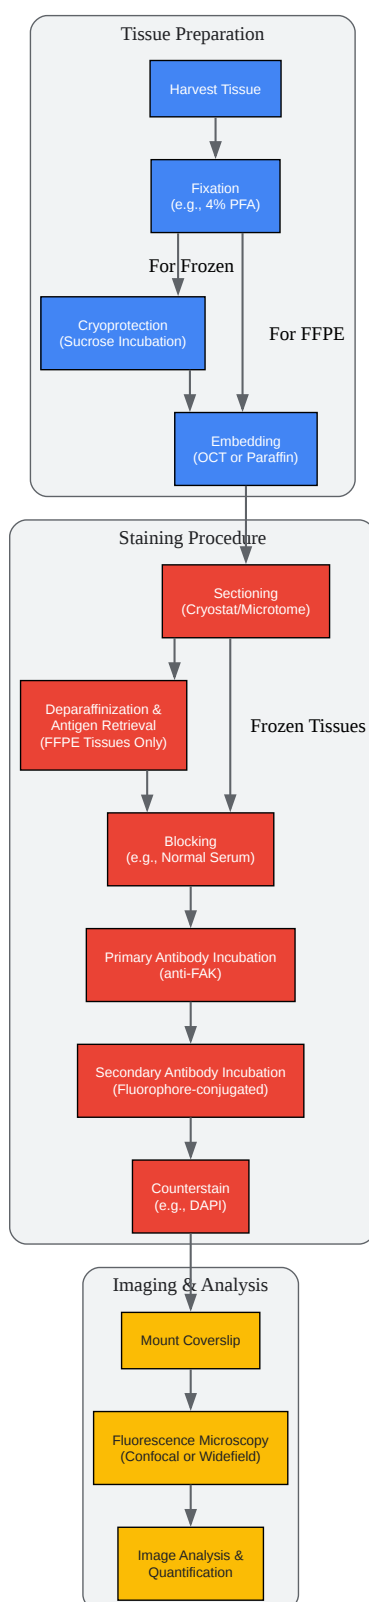 Tissue Preparation
Harvest Tissue
Fixation
(e.g., 4% PFA)
For Frozen
Cryoprotection
(Sucrose Incubation)
For FFPE
Embedding
(OCT or Paraffin)
Staining Procedure
Sectioning
(Cryostat/Microtome)
Deparaffinization &
Antigen Retrieval
(FFPE Tissues Only)
Frozen Tissues
Blocking
(e.g., Normal Serum)
Primary Antibody Incubation
(anti-FAK)
Secondary Antibody Incubation
(Fluorophore-conjugated)
Counterstain
(e.g., DAPI)
Imaging & Analysis
Mount Coverslip
Fluorescence Microscopy
(Confocal or Widefield)
Image Analysis &
Quantification